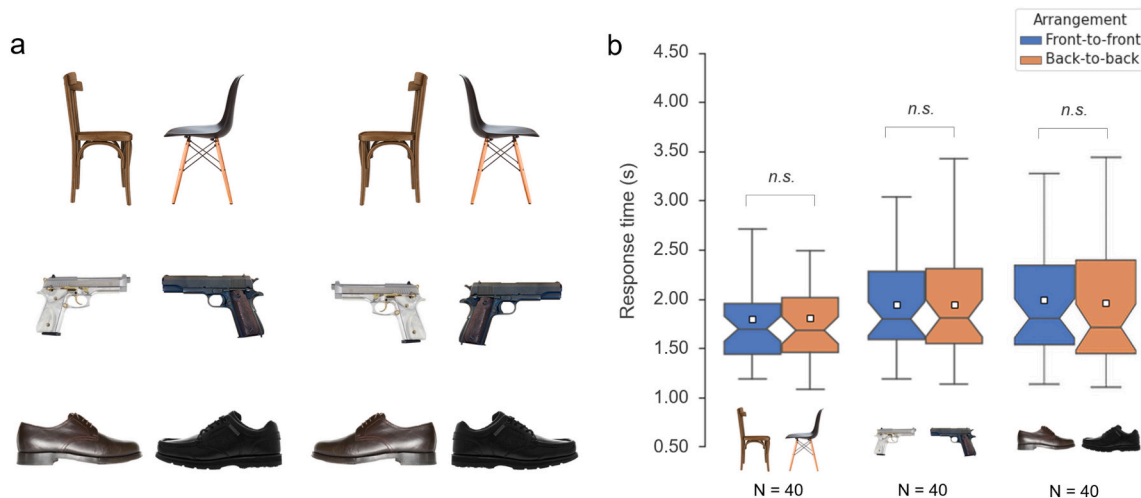 a
b
Arrangement
Front-to-front
Back-to-back
Response time (s)
4.50
4.00
3.50
3.00
2.50
2.00
1.50
1.00
0.50
n.s.
n.s.
n.s.
N = 40
N = 40
N = 40